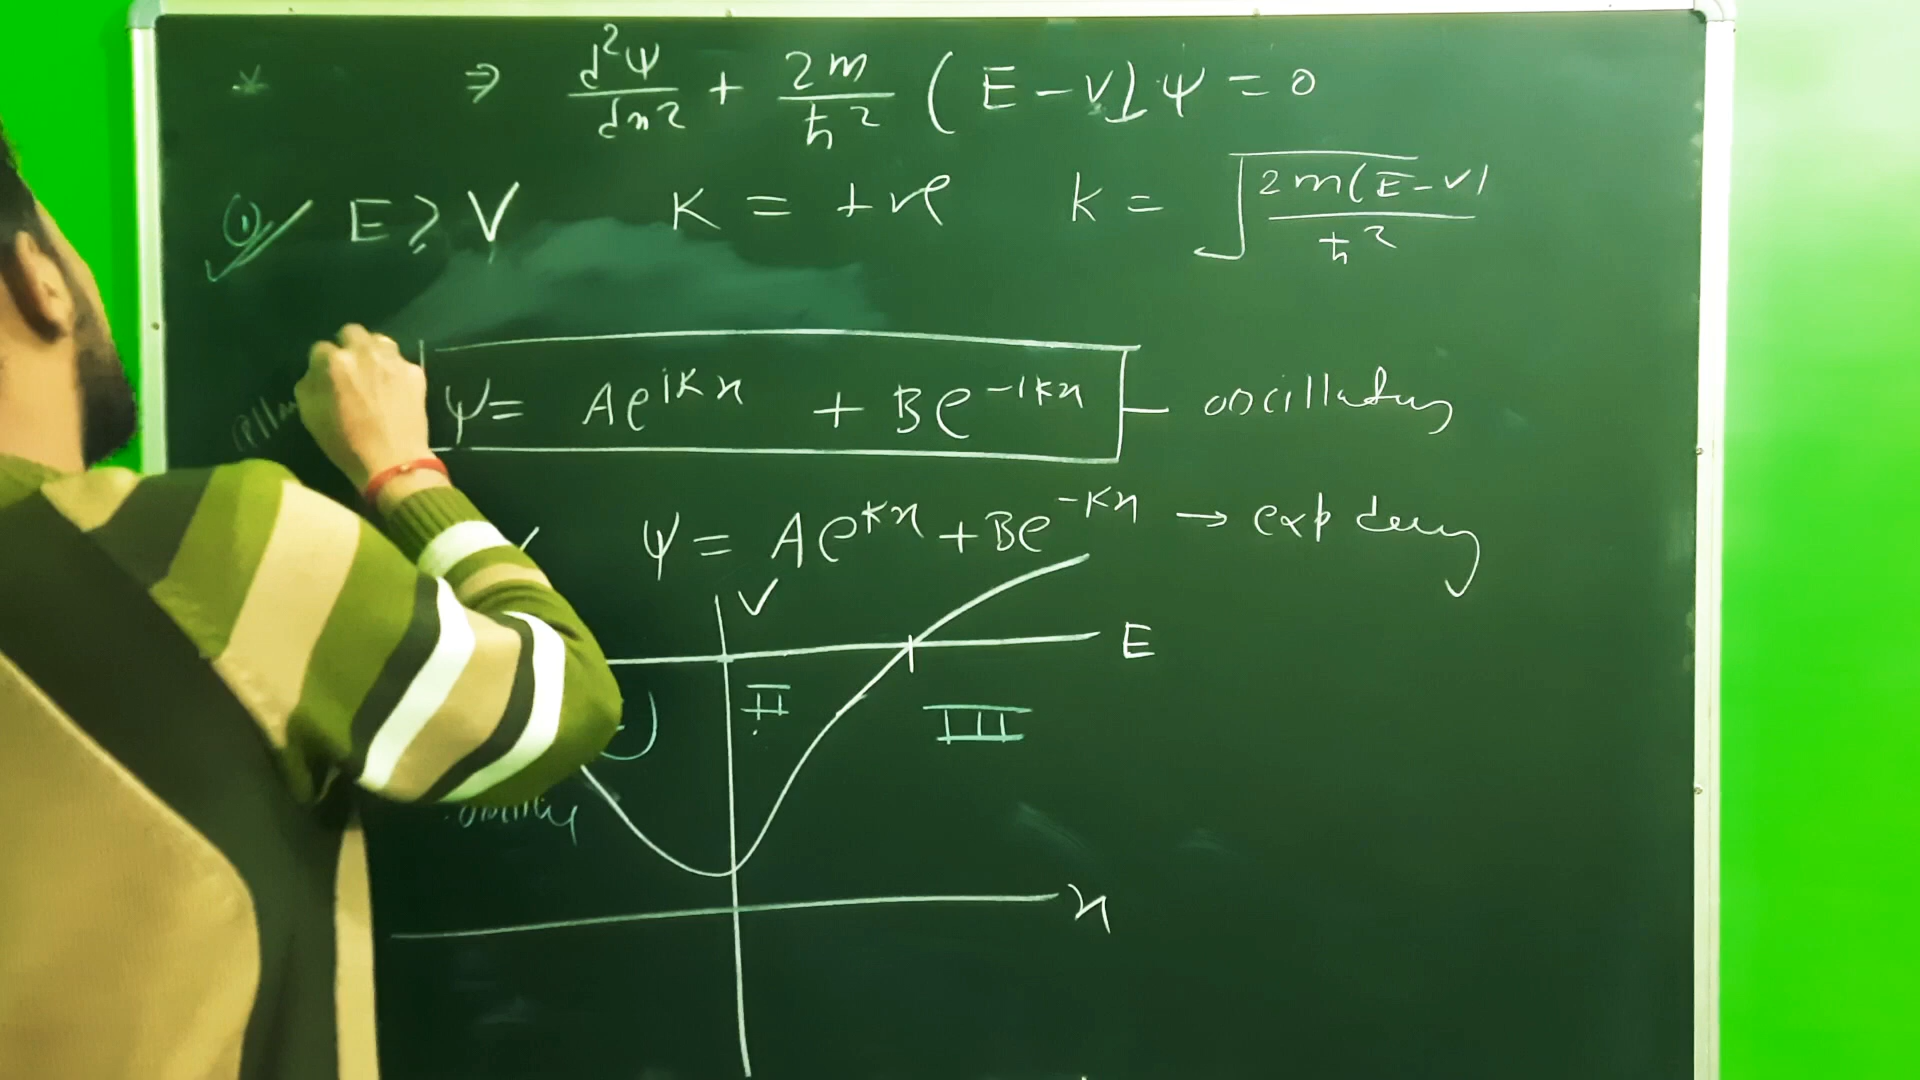 * ⇒ d²ψ/dx² + 2m/ħ² (E - V) ψ = 0
① E > V K = +ve k = √(2m(E-V)/ħ²)
ψ = Ae^{ikx} + Be^{-ikx} — oscillatory
ψ = Ae^{kx} + Be^{-kx} → exp decay
V
E
II
III
x